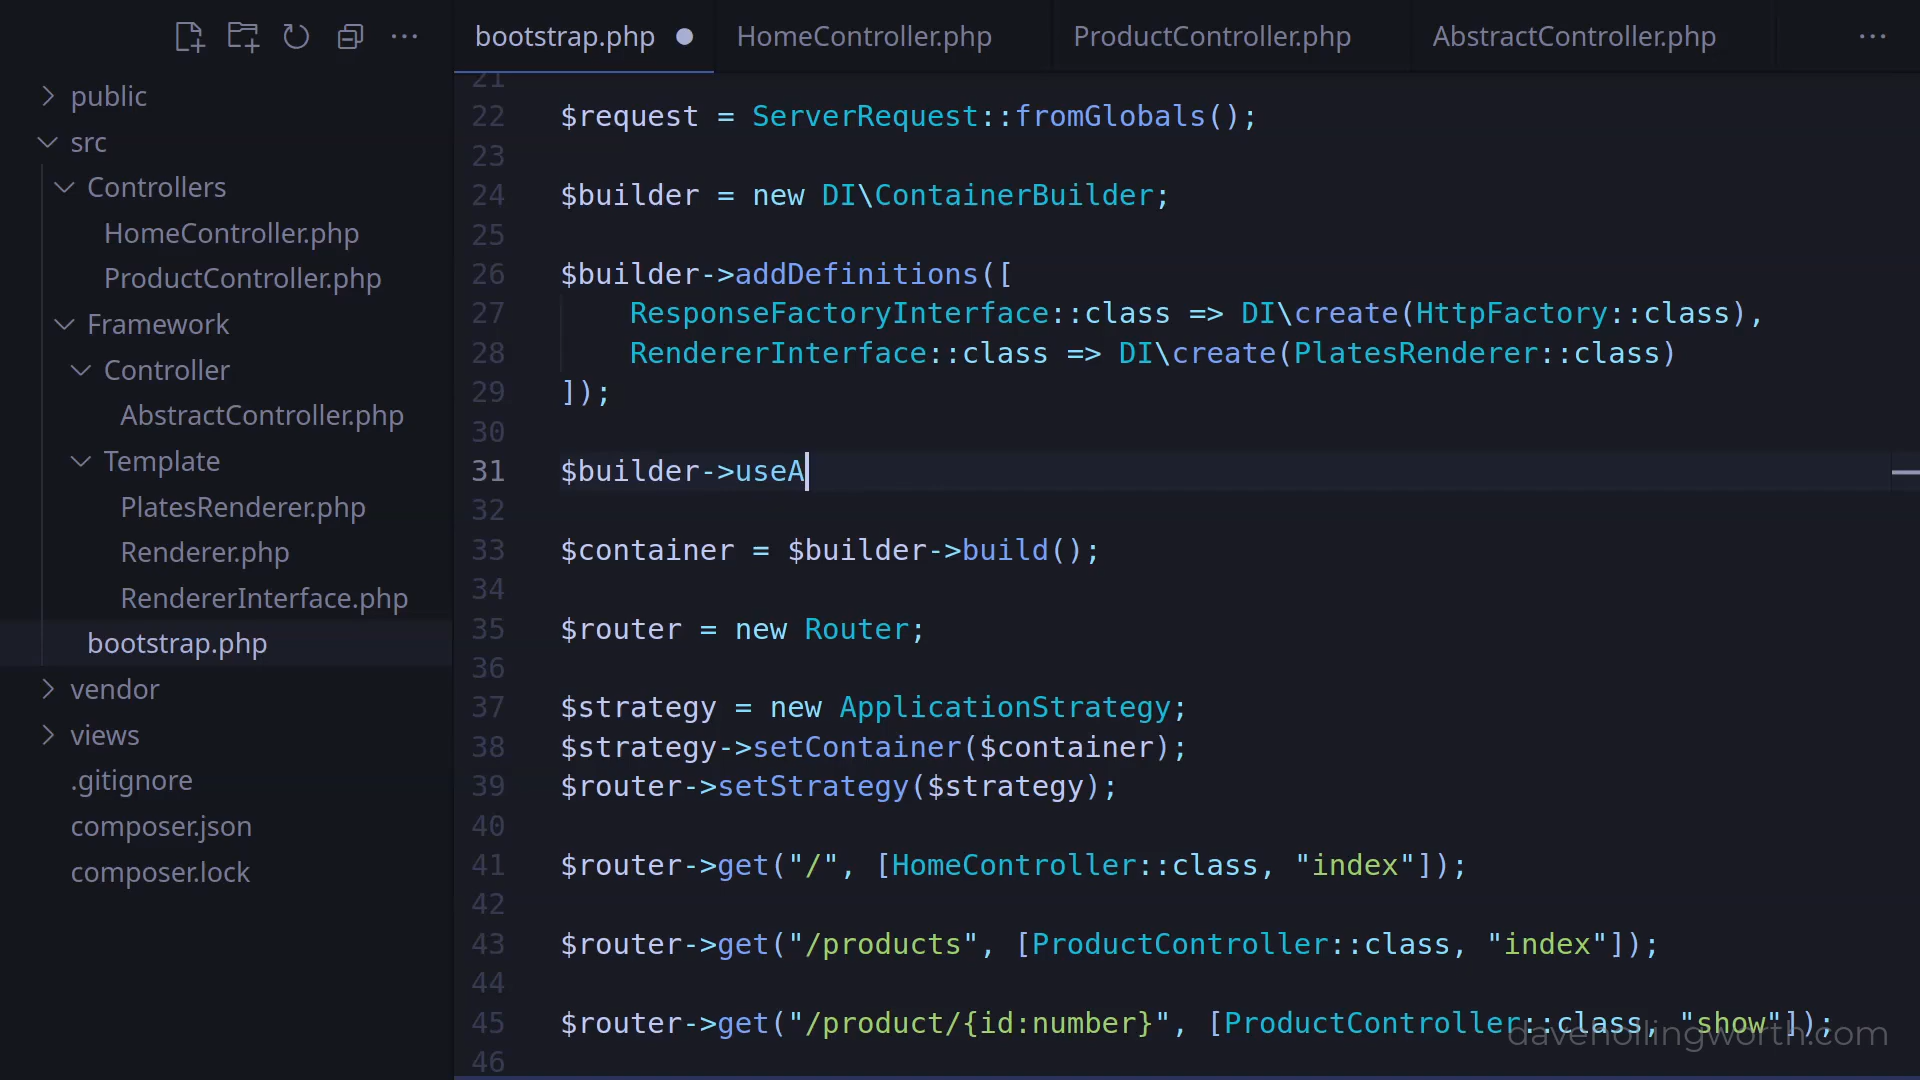 bootstrap.php
HomeController.php
ProductController.php
AbstractController.php
public
src
Controllers
HomeController.php
ProductController.php
Framework
Controller
AbstractController.php
Template
PlatesRenderer.php
Renderer.php
RendererInterface.php
bootstrap.php
vendor
views
.gitignore
composer.json
composer.lock
21
22 $request = ServerRequest::fromGlobals();
23
24 $builder = new DI\ContainerBuilder;
25
26 $builder->addDefinitions([
27 ResponseFactoryInterface::class => DI\create(HttpFactory::class),
28 RendererInterface::class => DI\create(PlatesRenderer::class)
29 ]);
30
31 $builder->useA
32
33 $container = $builder->build();
34
35 $router = new Router;
36
37 $strategy = new ApplicationStrategy;
38 $strategy->setContainer($container);
39 $router->setStrategy($strategy);
40
41 $router->get("/", [HomeController::class, "index"]);
42
43 $router->get("/products", [ProductController::class, "index"]);
44
45 $router->get("/product/{id:number}", [ProductController::class, "show"]);
46
davehollingworth.com